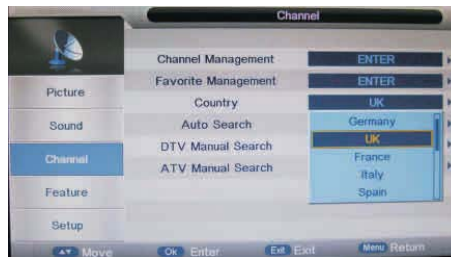 Channel
Channel Management ENTER
Favorite Management ENTER
Country UK
Auto Search
DTV Manual Search
ATV Manual Search
Germany
UK
France
Italy
Spain
Picture
Sound
Channel
Feature
Setup
Move Ok Enter Exit Exit Menu Return